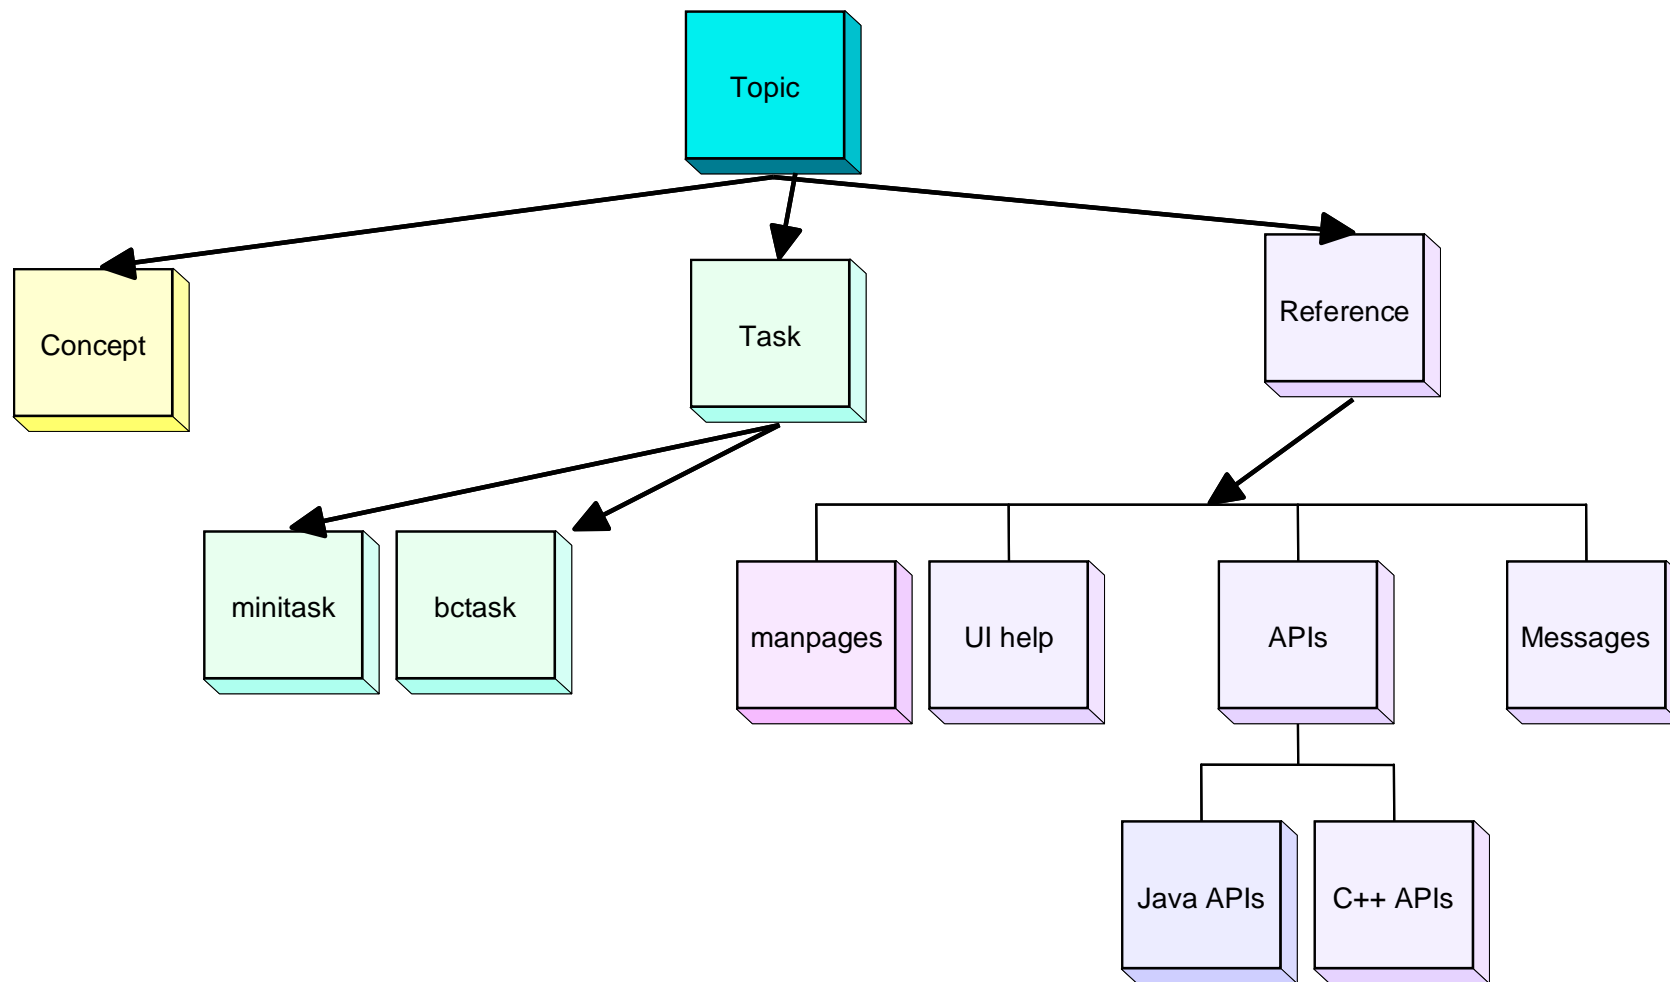 Topic
Concept
Task
Reference
minitask
bctask
manpages
UI help
APIs
Messages
Java APIs
C++ APIs